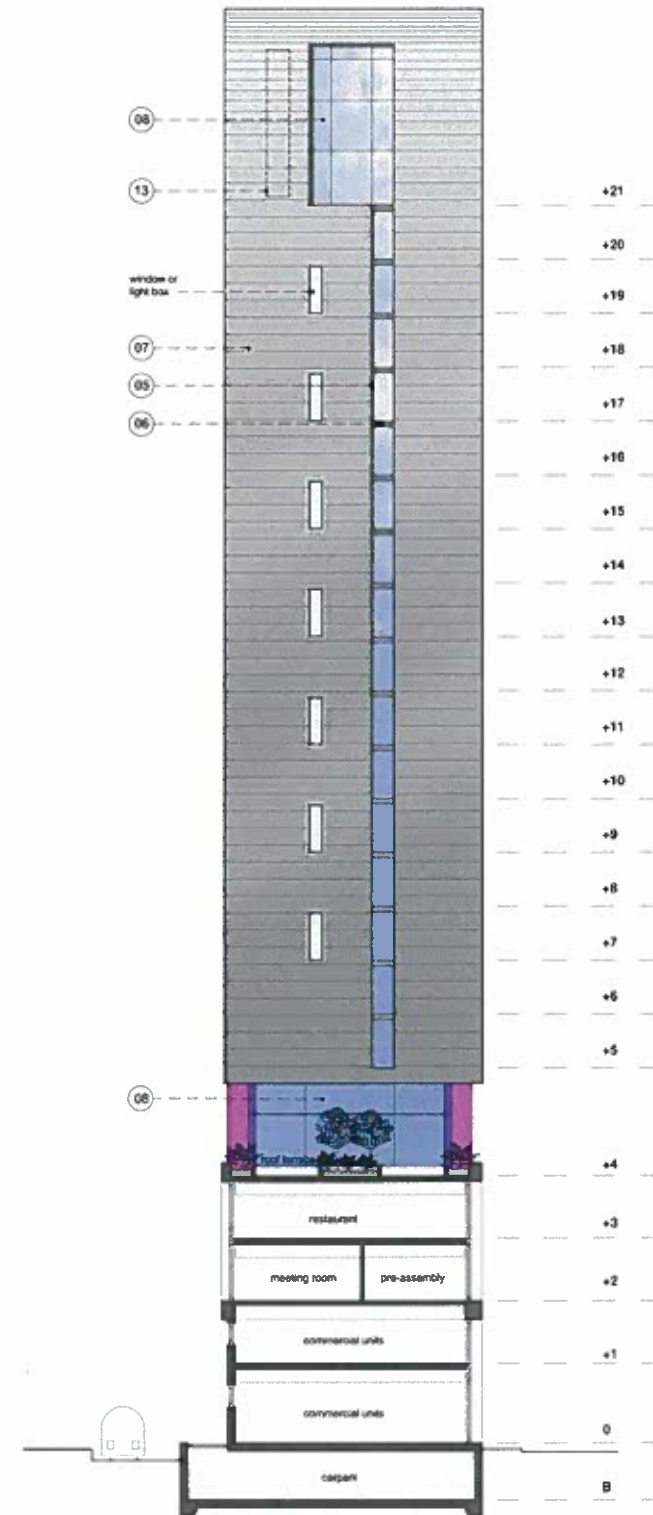 08
13
+21
+20
window or
light box
+19
07
+18
05
+17
06
+16
+15
+14
+13
+12
+11
+10
+9
+8
+7
+6
+5
08
roof terrace
+4
restaurant
+3
meeting room
pre-assembly
+2
commercial units
+1
commercial units
0
carpark
B